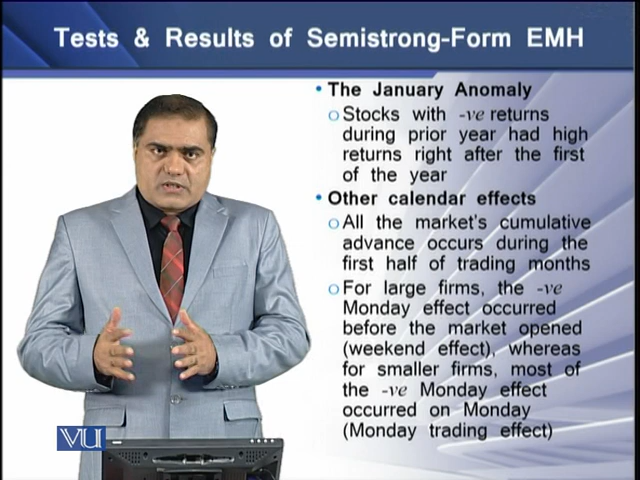 Tests & Results of Semistrong-Form EMH
• The January Anomaly
o Stocks with -ve returns
during prior year had high
returns right after the first
of the year
• Other calendar effects
o All the market's cumulative
advance occurs during the
first half of trading months
o For large firms, the -ve
Monday effect occurred
before the market opened
(weekend effect), whereas
for smaller firms, most of
the -ve Monday effect
occurred on Monday
(Monday trading effect)
VU